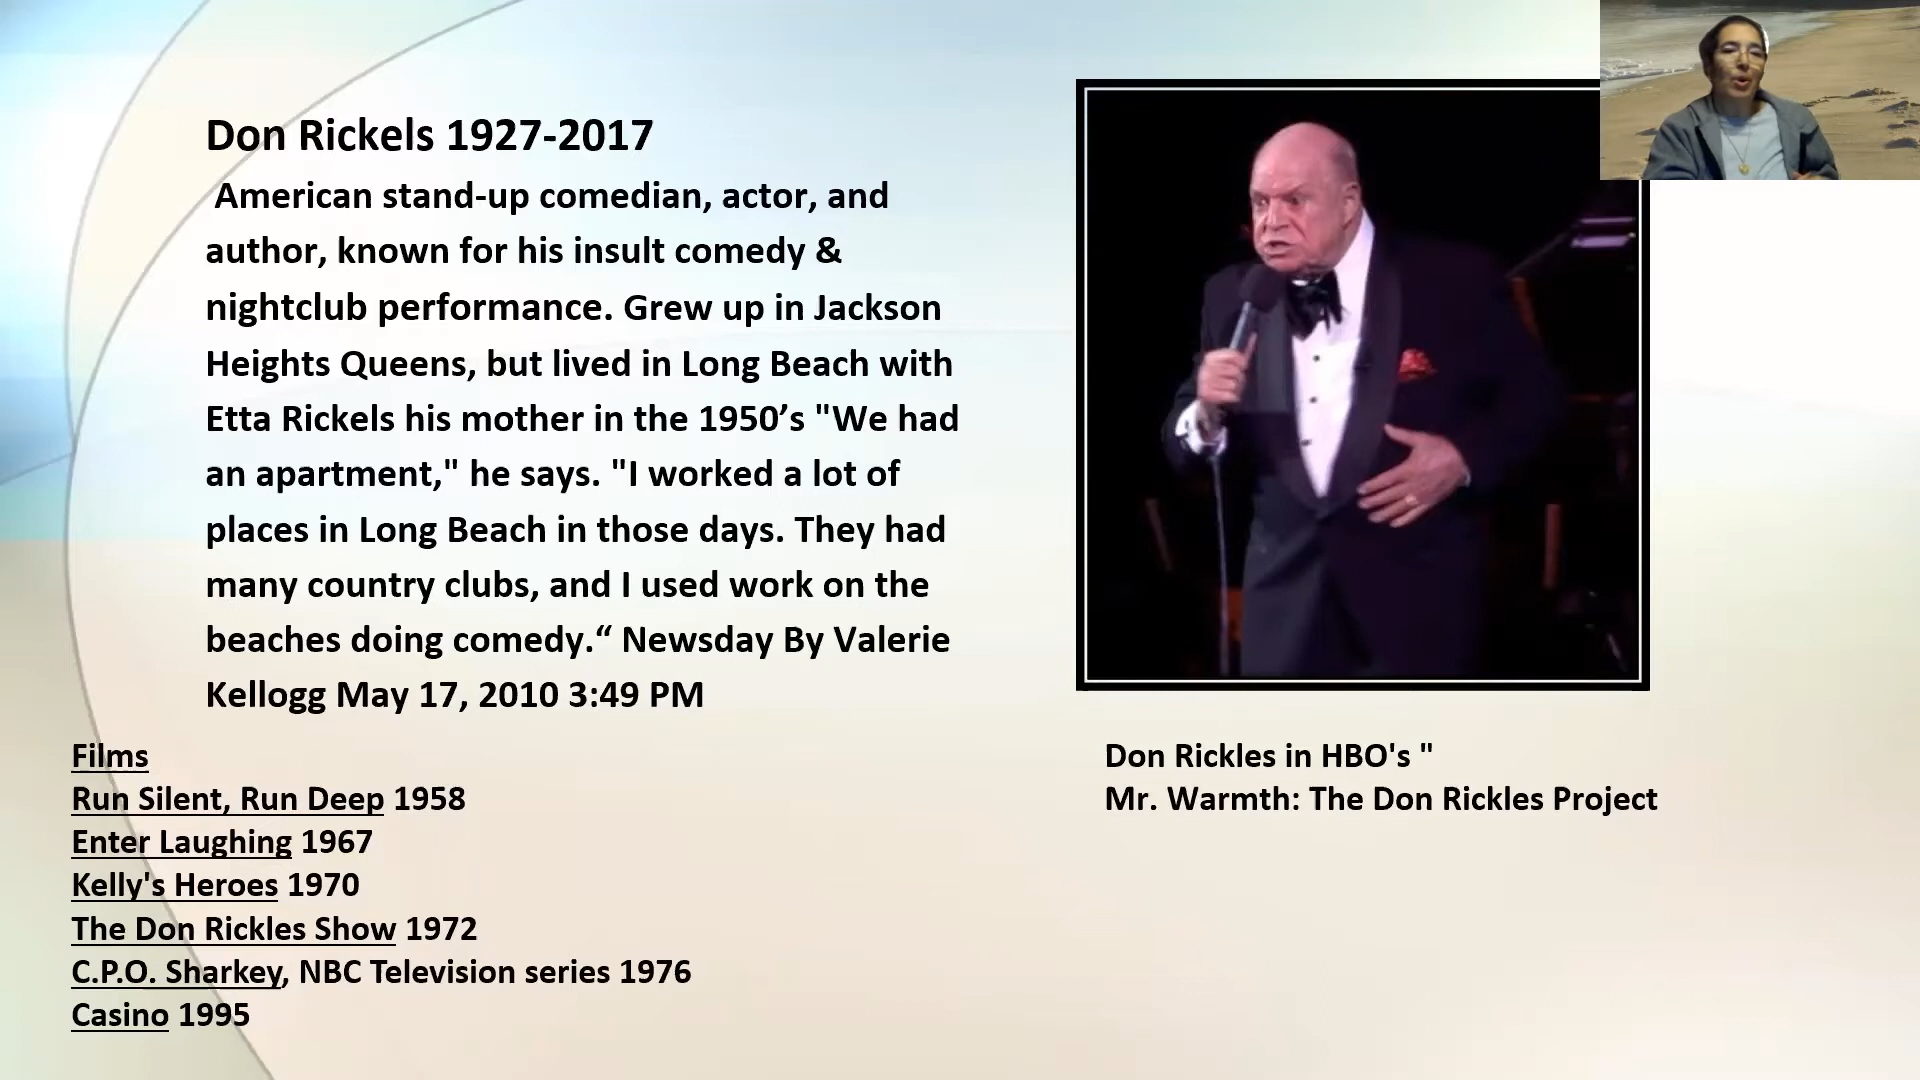 Don Rickels 1927-2017
American stand-up comedian, actor, and
author, known for his insult comedy &
nightclub performance. Grew up in Jackson
Heights Queens, but lived in Long Beach with
Etta Rickels his mother in the 1950’s "We had
an apartment," he says. "I worked a lot of
places in Long Beach in those days. They had
many country clubs, and I used work on the
beaches doing comedy.“ Newsday By Valerie
Kellogg May 17, 2010 3:49 PM
Films
Run Silent, Run Deep 1958
Enter Laughing 1967
Kelly's Heroes 1970
The Don Rickles Show 1972
C.P.O. Sharkey, NBC Television series 1976
Casino 1995
Don Rickles in HBO's "
Mr. Warmth: The Don Rickles Project